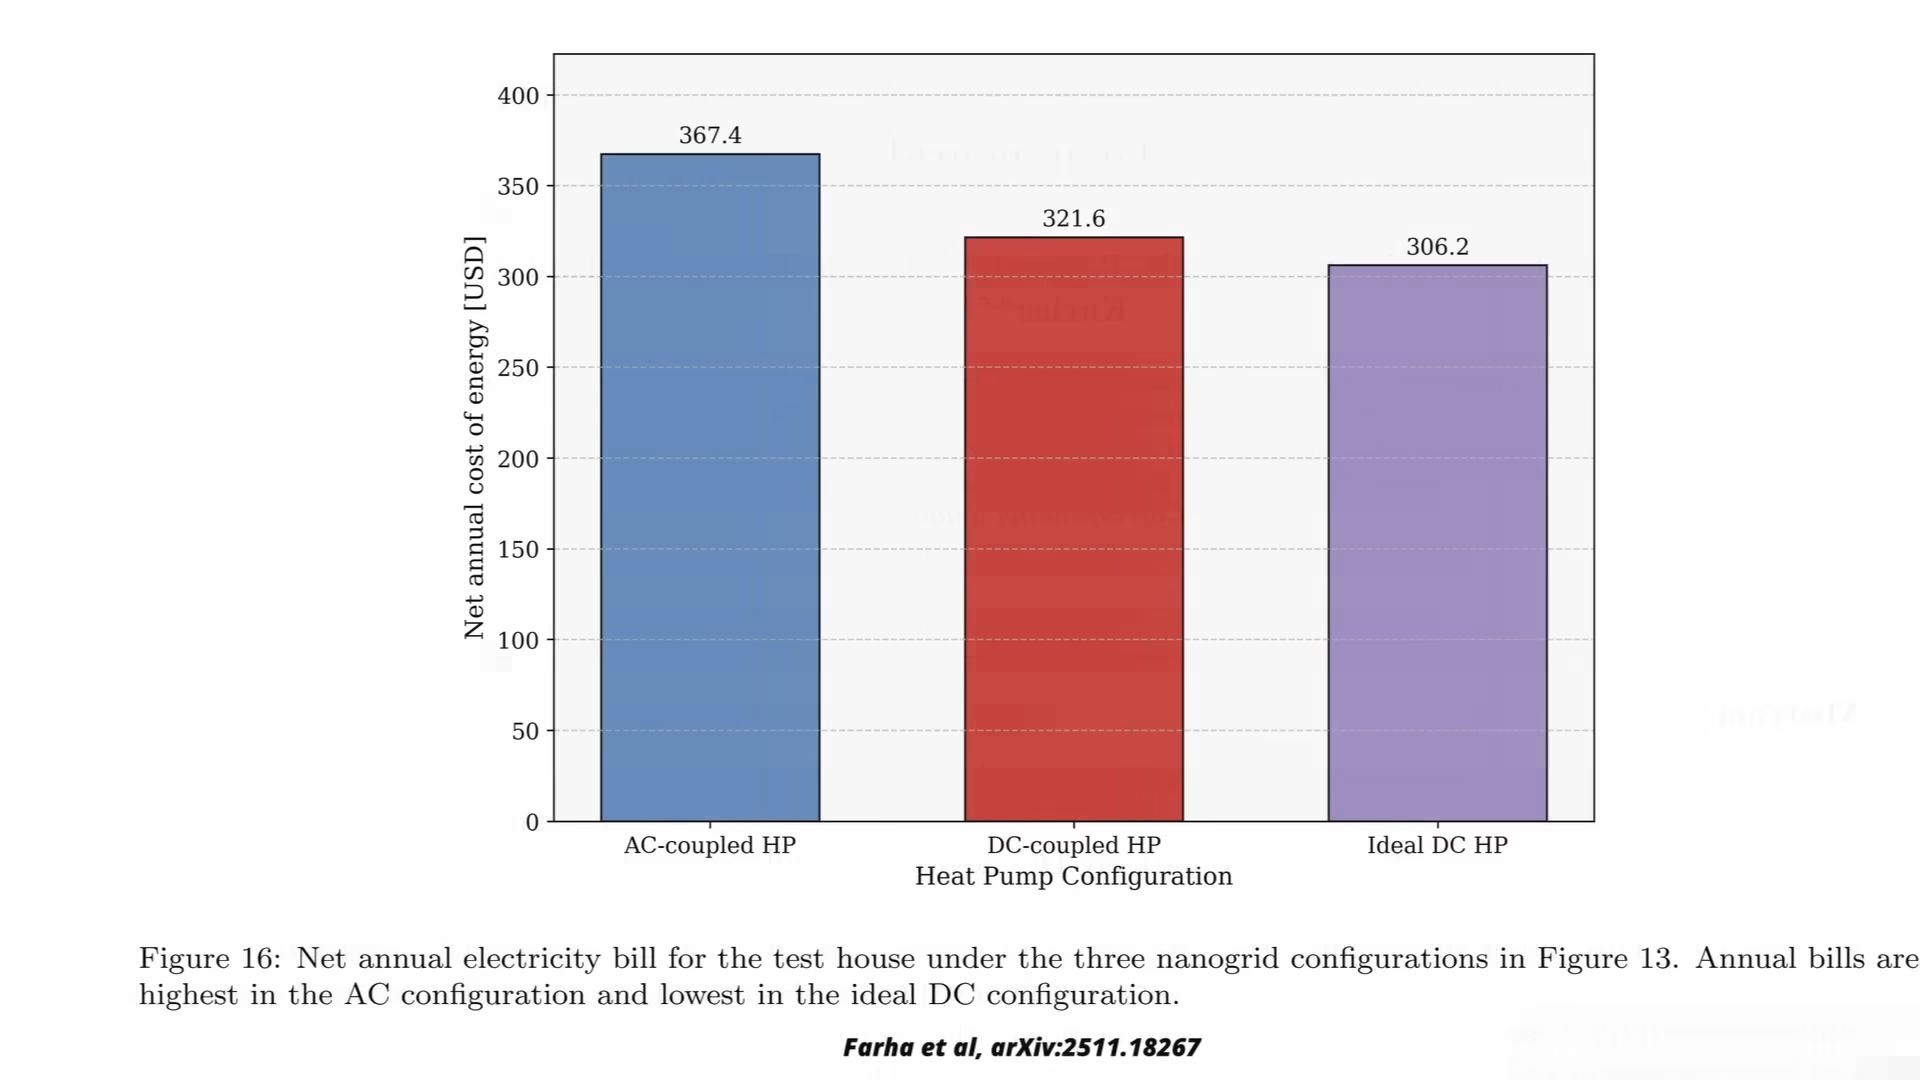 400
350
300
250
200
150
100
50
0
Net annual cost of energy [USD]
367.4
321.6
306.2
AC-coupled HP
DC-coupled HP
Ideal DC HP
Heat Pump Configuration
Figure 16: Net annual electricity bill for the test house under the three nanogrid configurations in Figure 13. Annual bills are
highest in the AC configuration and lowest in the ideal DC configuration.
Farha et al, arXiv:2511.18267